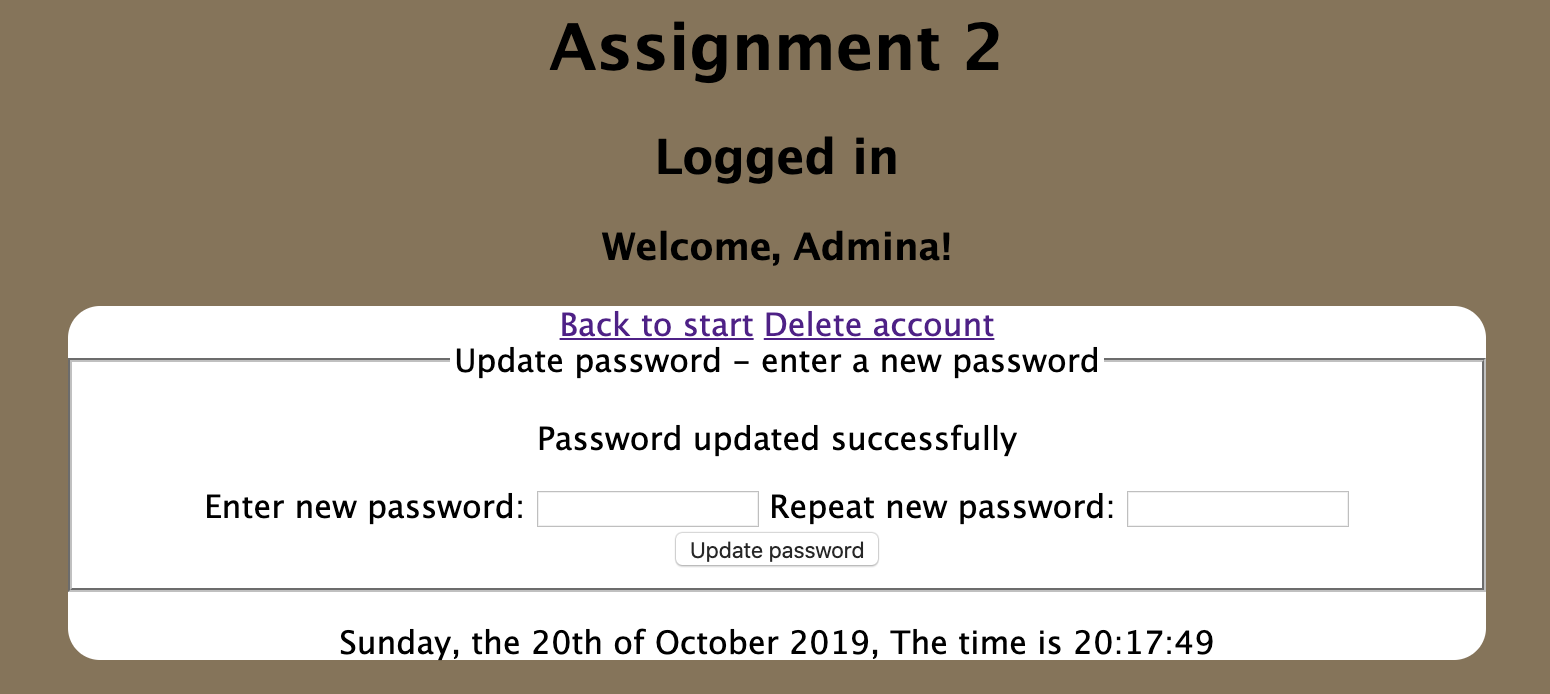 Assignment 2
Logged in
Welcome, Admina!
Back to start Delete account
Update password - enter a new password
Password updated successfully
Enter new password: Repeat new password:
Update password
Sunday, the 20th of October 2019, The time is 20:17:49